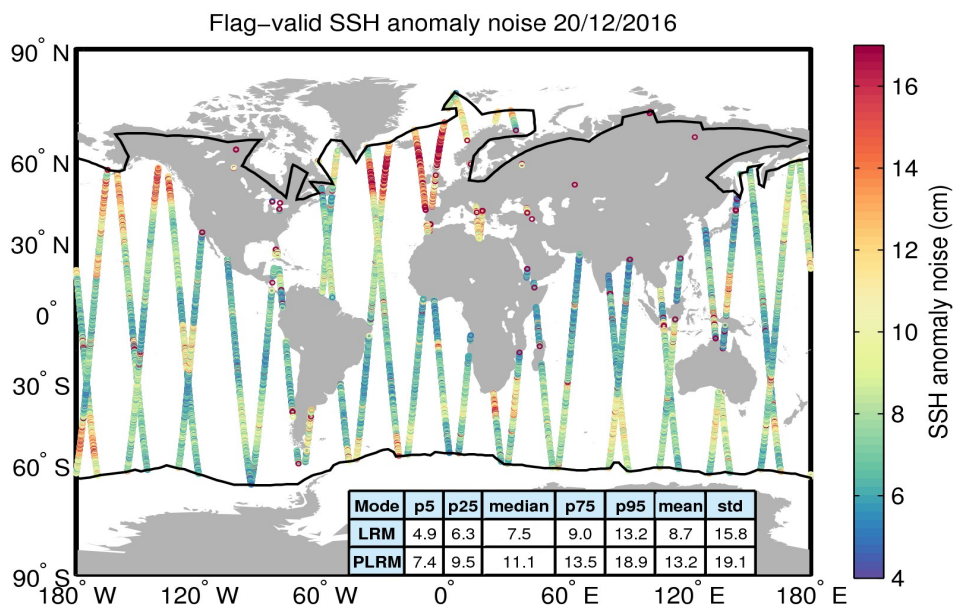 Flag−valid SSH anomaly noise 20/12/2016
90° N
60° N
30° N
0°
30° S
60° S
90° S
180° W
120° W
60° W
0°
60° E
120° E
180° E
16
14
12
10
8
6
4
SSH anomaly noise (cm)
Mode p5 p25 median p75 p95 mean std
LRM 4.9 6.3 7.5 9.0 13.2 8.7 15.8
PLRM 7.4 9.5 11.1 13.5 18.9 13.2 19.1